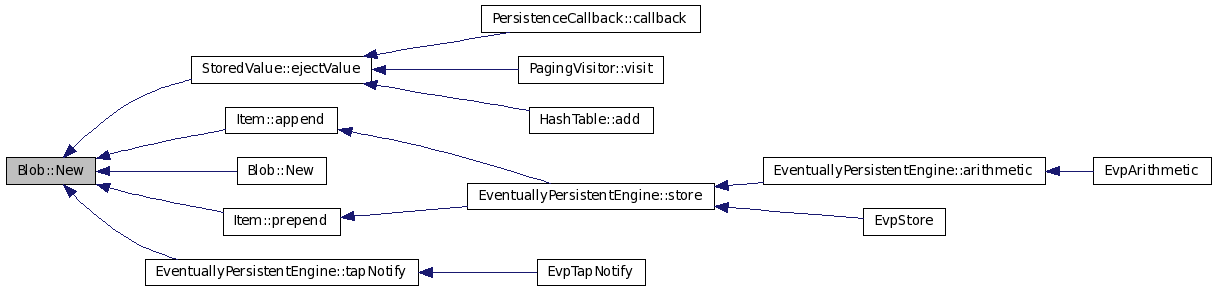 PersistenceCallback::callback
StoredValue::ejectValue
PagingVisitor::visit
Item::append
HashTable::add
Blob::New
Blob::New
EventuallyPersistentEngine::arithmetic
EvpArithmetic
EventuallyPersistentEngine::store
Item::prepend
EvpStore
EventuallyPersistentEngine::tapNotify
EvpTapNotify